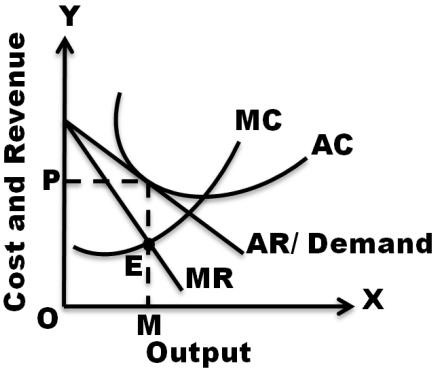 Y
Cost and Revenue
MC
AC
P
AR/ Demand
E
MR
O
M
X
Output